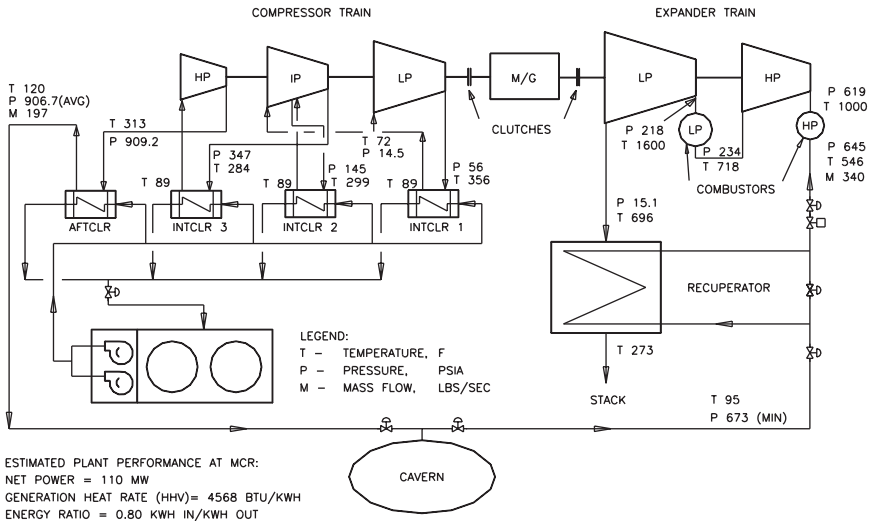 COMPRESSOR TRAIN
EXPANDER TRAIN
HP
IP
LP
M/G
LP
HP
T 120
P 906.7(AVG)
M 197
T 313
P 909.2
P 347
T 284
T 72
P 14.5
CLUTCHES
P 218
T 1600
LP
P 234
T 718
COMBUSTORS
P 619
T 1000
HP
P 645
T 546
M 340
T 89
P 145
T 299
T 89
T 89
P 56
T 356
AFTCLR
INTCLR 3
INTCLR 2
INTCLR 1
P 15.1
T 696
RECUPERATOR
T 273
STACK
LEGEND:
T – TEMPERATURE, F
P – PRESSURE, PSIA
M – MASS FLOW, LBS/SEC
T 95
P 673 (MIN)
CAVERN
ESTIMATED PLANT PERFORMANCE AT MCR:
NET POWER = 110 MW
GENERATION HEAT RATE (HHV)= 4568 BTU/KWH
ENERGY RATIO = 0.80 KWH IN/KWH OUT